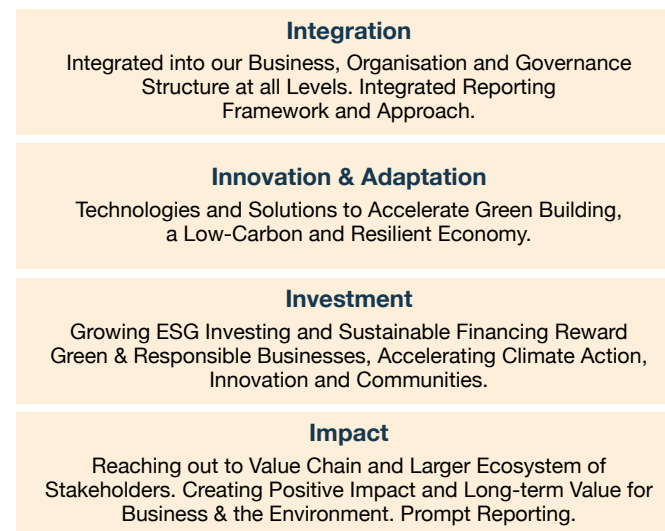 Integration
Integrated into our Business, Organisation and Governance
Structure at all Levels. Integrated Reporting
Framework and Approach.
Innovation & Adaptation
Technologies and Solutions to Accelerate Green Building,
a Low-Carbon and Resilient Economy.
Investment
Growing ESG Investing and Sustainable Financing Reward
Green & Responsible Businesses, Accelerating Climate Action,
Innovation and Communities.
Impact
Reaching out to Value Chain and Larger Ecosystem of
Stakeholders. Creating Positive Impact and Long-term Value for
Business & the Environment. Prompt Reporting.